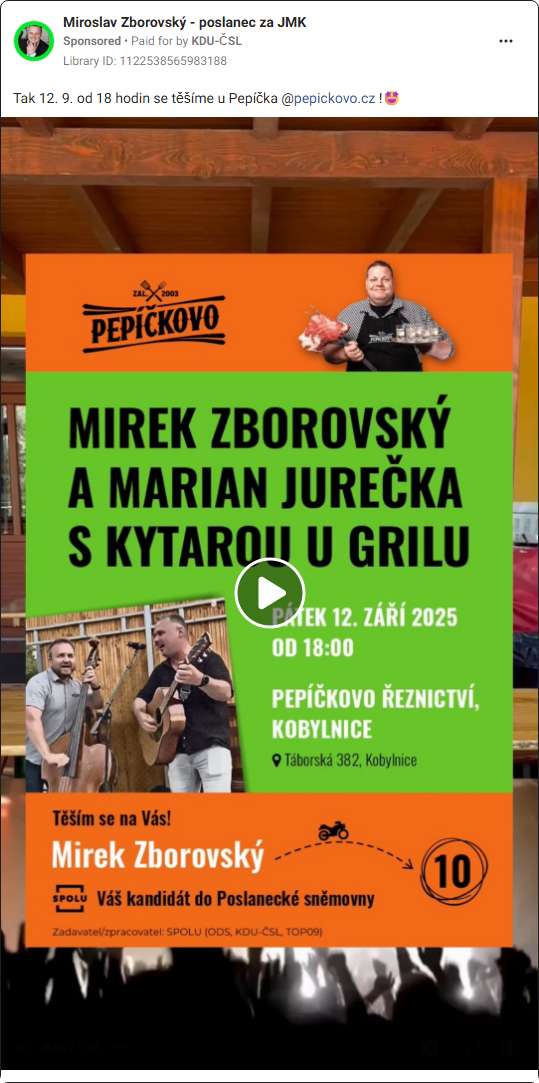 Miroslav Zborovský - poslanec za JMK
Sponsored • Paid for by KDU-ČSL
Library ID: 1122538565983188
Tak 12. 9. od 18 hodin se těšíme u Pepíčka @pepickovo.cz !🤩
ZAL. 2003
PEPÍČKOVO
MIREK ZBOROVSKÝ
A MARIAN JUREČKA
S KYTAROU U GRILU
PÁTEK 12. ZÁŘÍ 2025
OD 18:00
PEPÍČKOVO ŘEZNICTVÍ,
KOBYLNICE
Táborská 382, Kobylnice
Těším se na Vás!
Mirek Zborovský
10
SPOLU
Váš kandidát do Poslanecké sněmovny
Zadavatel/zpracovatel: SPOLU (ODS, KDU-ČSL, TOP09)